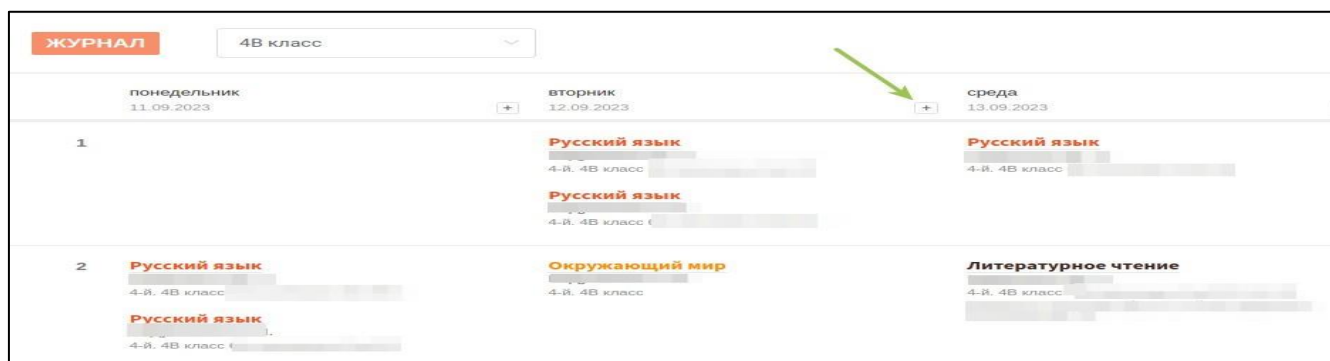 ЖУРНАЛ 4В класс
понедельник вторник среда
11.09.2023 + 12.09.2023 + 13.09.2023
1 Русский язык Русский язык
4-й. 4В класс 4-й. 4В класс
Русский язык
4-й. 4В класс
2 Русский язык Окружающий мир Литературное чтение
4-й. 4В класс 4-й. 4В класс 4-й. 4В класс
Русский язык
4-й. 4В класс